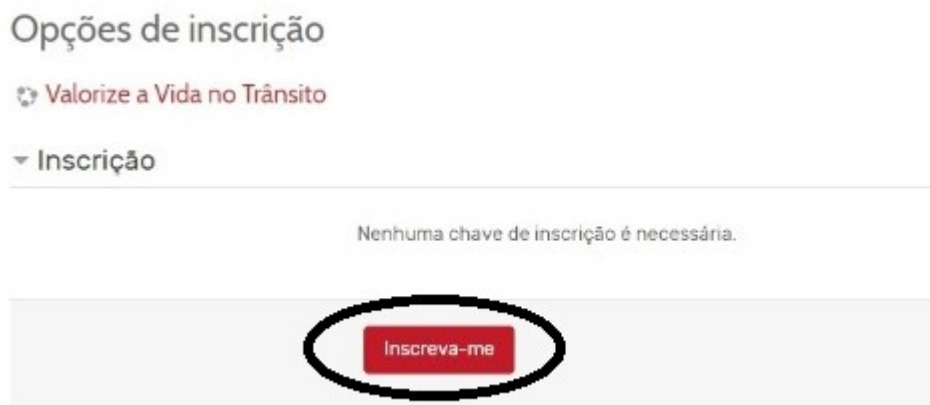 Opções de inscrição
Valorize a Vida no Trânsito
Inscrição
Nenhuma chave de inscrição é necessária.
Inscreva-me